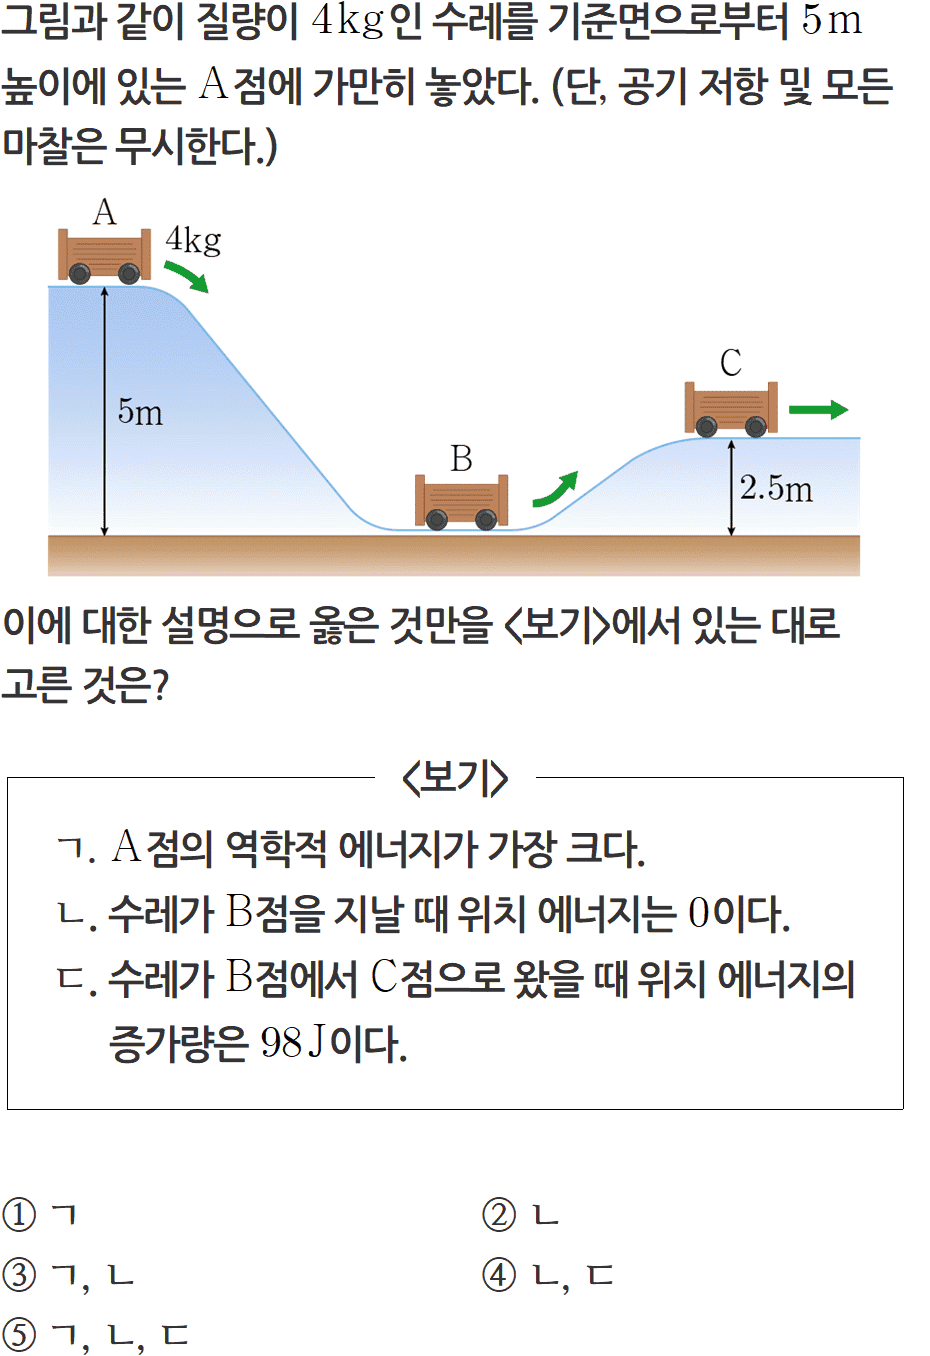 그림과 같이 질량이 4kg인 수레를 기준면으로부터 5m
높이에 있는 A점에 가만히 놓았다. (단, 공기 저항 및 모든
마찰은 무시한다.)
A
4kg
C
5m
B
2.5m
이에 대한 설명으로 옳은 것만을 <보기>에서 있는 대로
고른 것은?
<보기>
ㄱ. A점의 역학적 에너지가 가장 크다.
ㄴ. 수레가 B점을 지날 때 위치 에너지는 0이다.
ㄷ. 수레가 B점에서 C점으로 왔을 때 위치 에너지의
증가량은 98J이다.
① ㄱ ② ㄴ
③ ㄱ, ㄴ ④ ㄴ, ㄷ
⑤ ㄱ, ㄴ, ㄷ